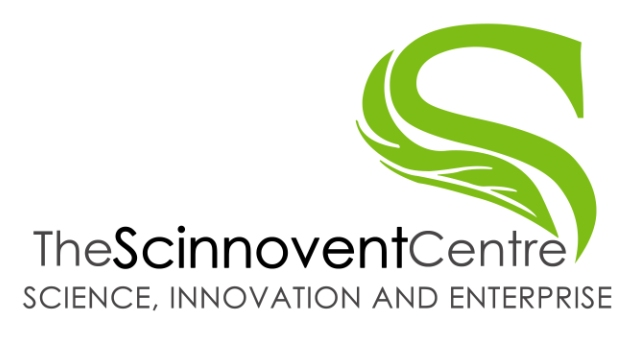 TheScinnoventCentre
SCIENCE, INNOVATION AND ENTERPRISE